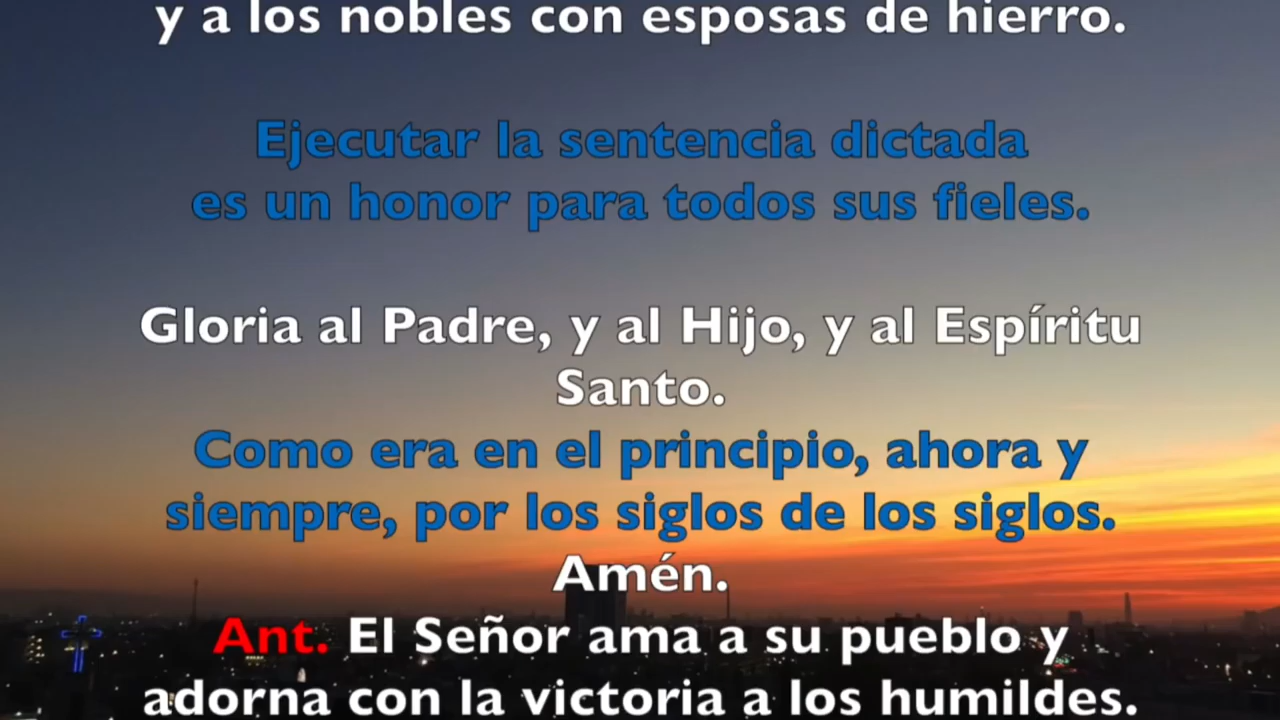 y a los nobles con esposas de hierro.
Ejecutar la sentencia dictada
es un honor para todos sus fieles.
Gloria al Padre, y al Hijo, y al Espíritu
Santo.
Como era en el principio, ahora y
siempre, por los siglos de los siglos.
Amén.
Ant. El Señor ama a su pueblo y
adorna con la victoria a los humildes.